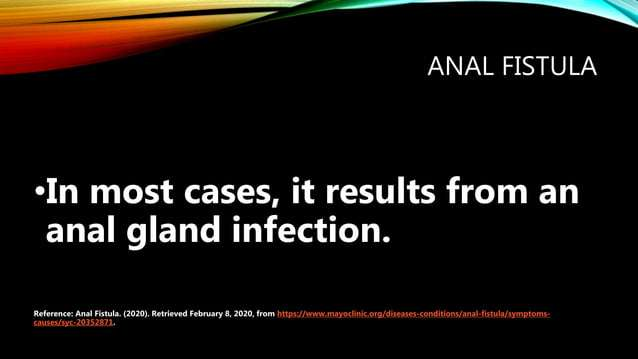 ANAL FISTULA
•In most cases, it results from an
anal gland infection.
Reference: Anal Fistula. (2020). Retrieved February 8, 2020, from https://www.mayoclinic.org/diseases-conditions/anal-fistula/symptoms-
causes/syc-20352871.